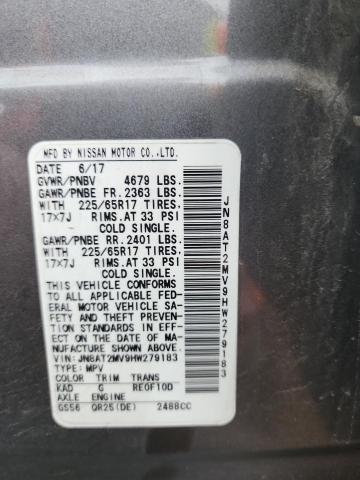 MFD BY NISSAN MOTOR CO.,LTD.
DATE 6/17
GVWR/PNBV 4679 LBS.
GAWR/PNBE FR. 2363 LBS.
WITH 225/65R17 TIRES,
17x7J RIMS.AT 33 PSI
COLD SINGLE.
GAWR/PNBE RR. 2401 LBS.
WITH 225/65R17 TIRES,
17x7J RIMS.AT 33 PSI
COLD SINGLE.
THIS VEHICLE CONFORMS
TO ALL APPLICABLE FED-
ERAL MOTOR VEHICLE SA-
FETY AND THEFT PREVEN-
TION STANDARDS IN EFF-
ECT ON THE DATE OF MA-
NUFACTURE SHOWN ABOVE.
VIN: JN8AT2MV9HW279183
TYPE: MPV
COLOR TRIM TRANS
KAD G RE0F10D
AXLE ENGINE
GS56 QR25(DE) 2488CC
JN8AT2MV9HW279183